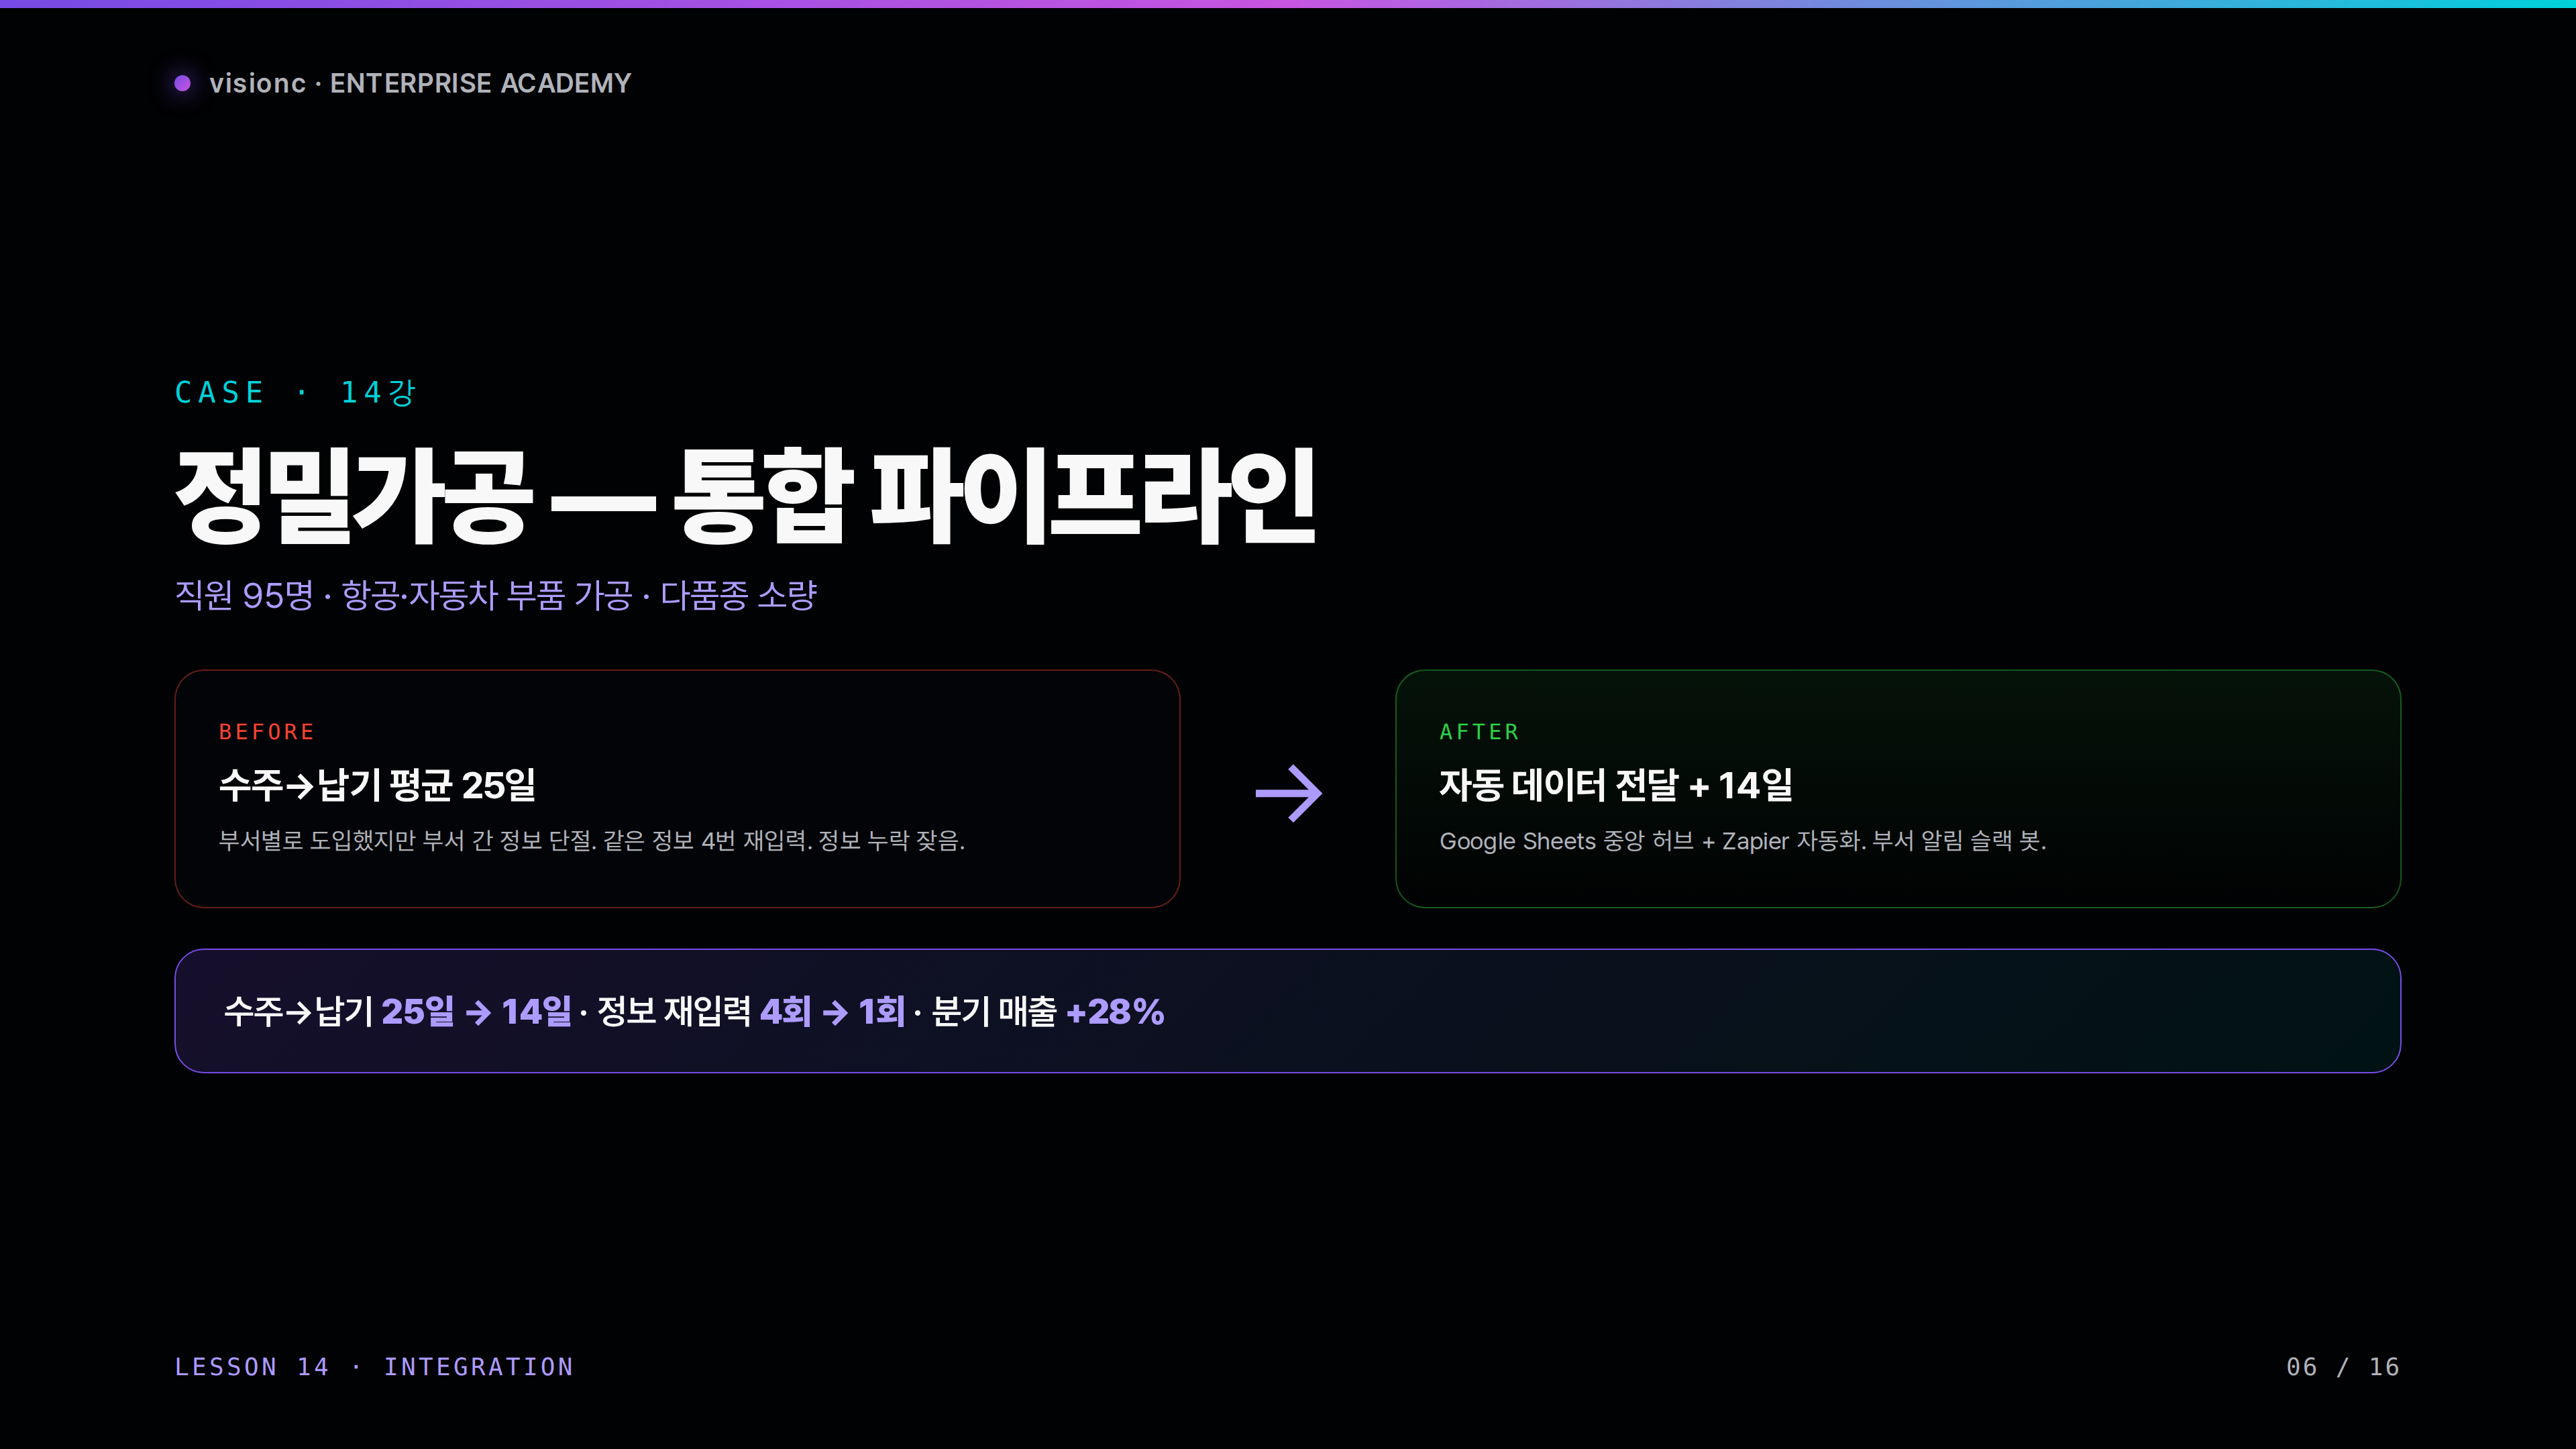 visionc · ENTERPRISE ACADEMY
CASE · 14강
정밀가공 — 통합 파이프라인
직원 95명 · 항공·자동차 부품 가공 · 다품종 소량
BEFORE
수주→납기 평균 25일
부서별로 도입했지만 부서 간 정보 단절. 같은 정보 4번 재입력. 정보 누락 잦음.
→
AFTER
자동 데이터 전달 + 14일
Google Sheets 중앙 허브 + Zapier 자동화. 부서 알림 슬랙 봇.
수주→납기 25일 → 14일 · 정보 재입력 4회 → 1회 · 분기 매출 +28%
LESSON 14 · INTEGRATION
06 / 16